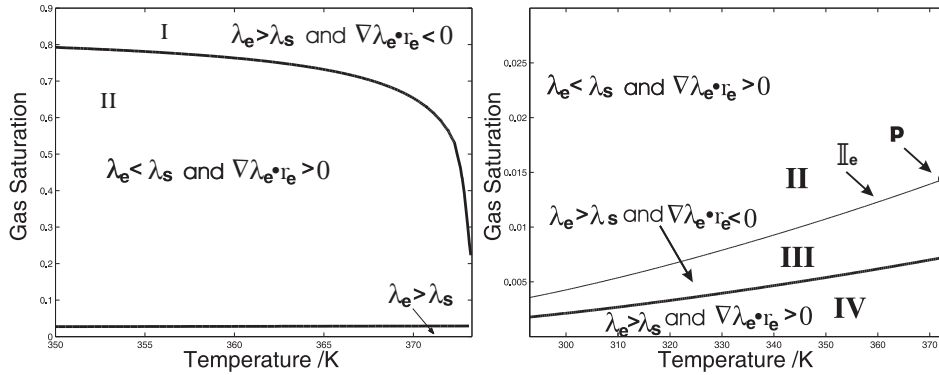 0.9
I
λe>λs and ∇λe•re<0
0.8
0.7
II
0.6
0.5
λe< λs and ∇λe•re>0
0.4
0.3
0.2
λe>λs
0.1
0
350 355 360 365 370
Gas Saturation
Temperature /K
0.03
0.025
λe< λs and ∇λe•re>0
0.02
P
𝕀e
0.015
II
λe>λs and ∇λe•re<0
0.01
III
0.005
IV
λe>λs and ∇λe•re>0
300 310 320 330 340 350 360 370
Gas Saturation
Temperature /K